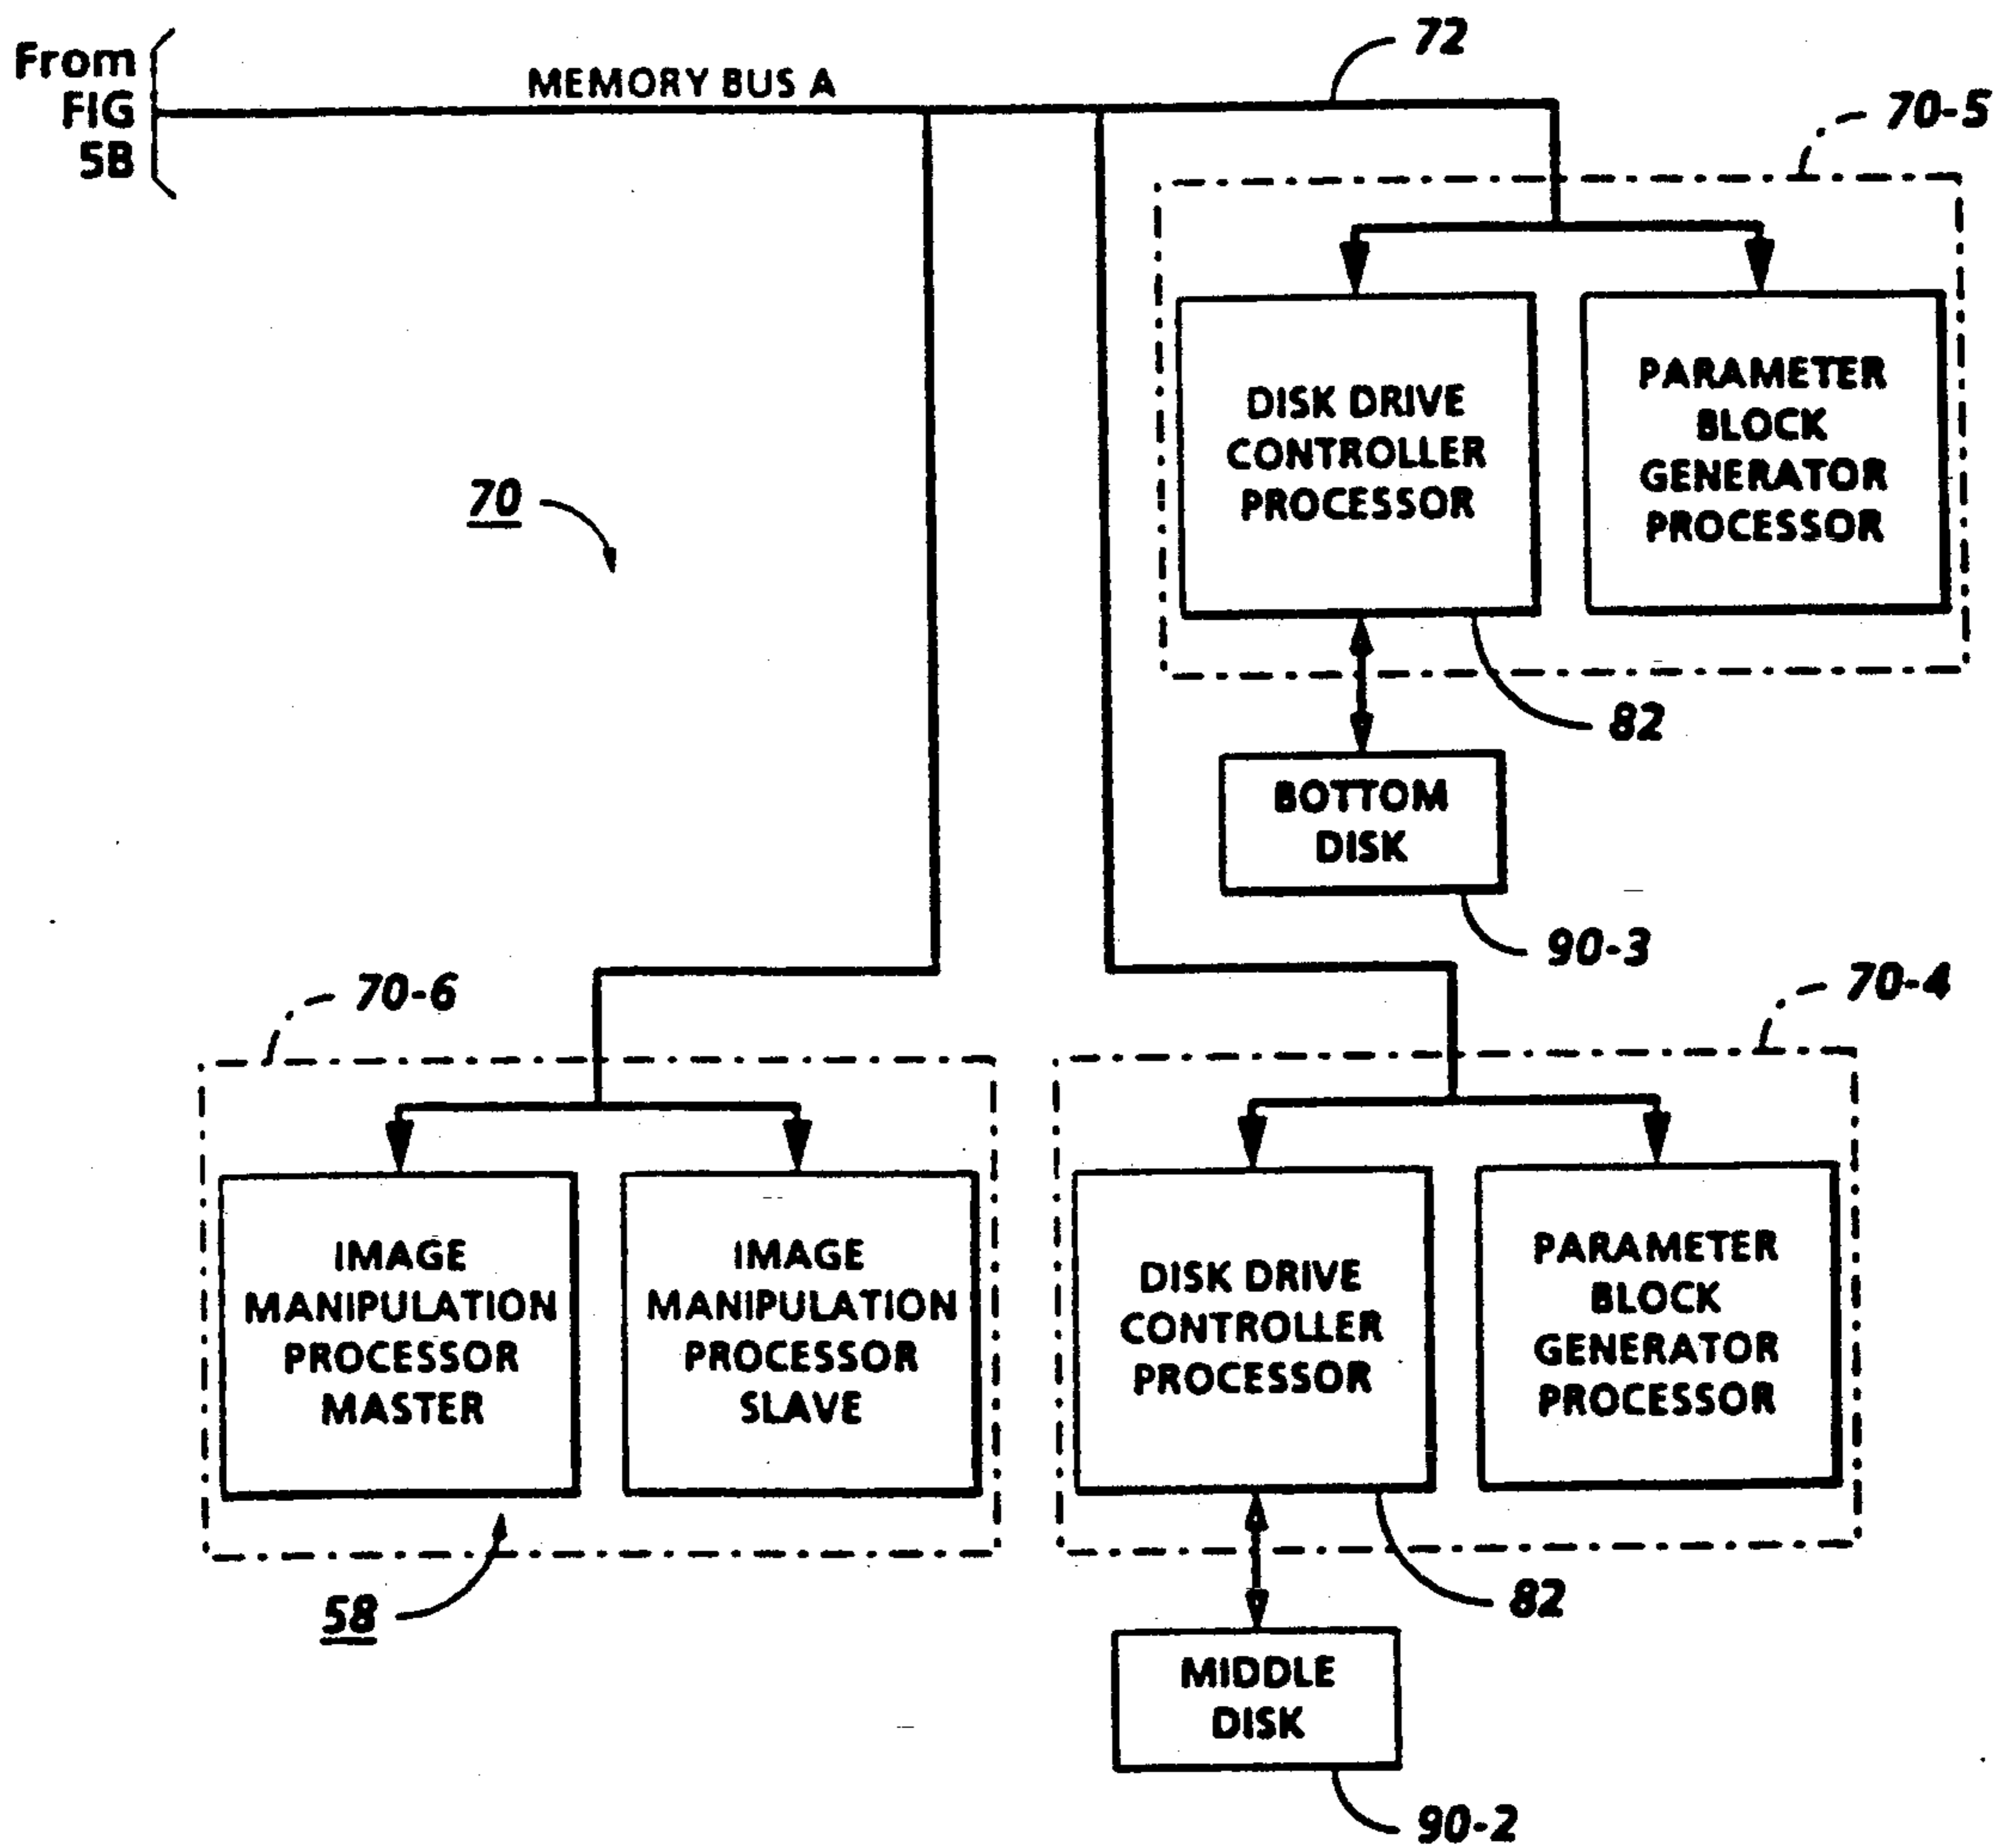 From
FIG
5B
MEMORY BUS A
72
70-5
DISK DRIVE
CONTROLLER
PROCESSOR
PARAMETER
BLOCK
GENERATOR
PROCESSOR
70
82
BOTTOM
DISK
90-3
70-6
70-4
IMAGE
MANIPULATION
PROCESSOR
MASTER
IMAGE
MANIPULATION
PROCESSOR
SLAVE
DISK DRIVE
CONTROLLER
PROCESSOR
PARAMETER
BLOCK
GENERATOR
PROCESSOR
58
82
MIDDLE
DISK
90-2